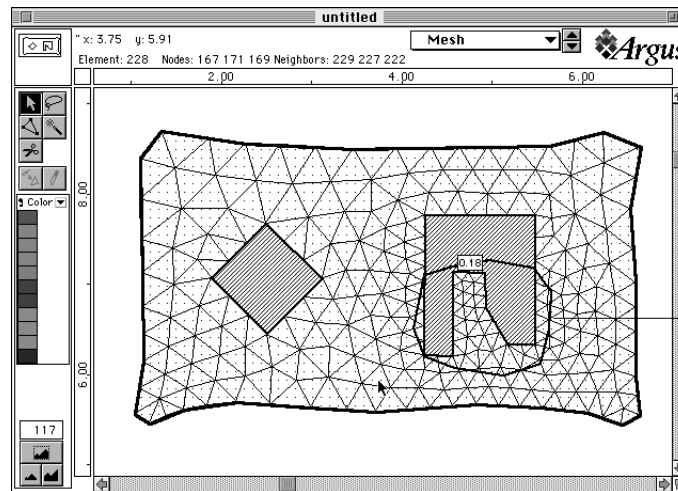 untitled
" x: 3.75 y: 5.91
Mesh
Argus
Element: 228 Nodes: 167 171 169 Neighbors: 229 227 222
2.00 4.00 6.00
Color
8.00
0.18
6.00
117